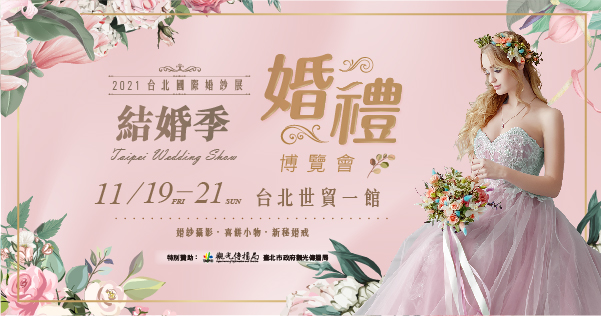 2021 台北國際婚紗展
結婚季
Taipei Wedding Show
婚禮
博覽會
11/19 FRI－21 SUN 台北世貿一館
婚紗攝影・喜餅小物・新秘婚戒
特別贊助： 觀光傳播局 臺北市政府觀光傳播局